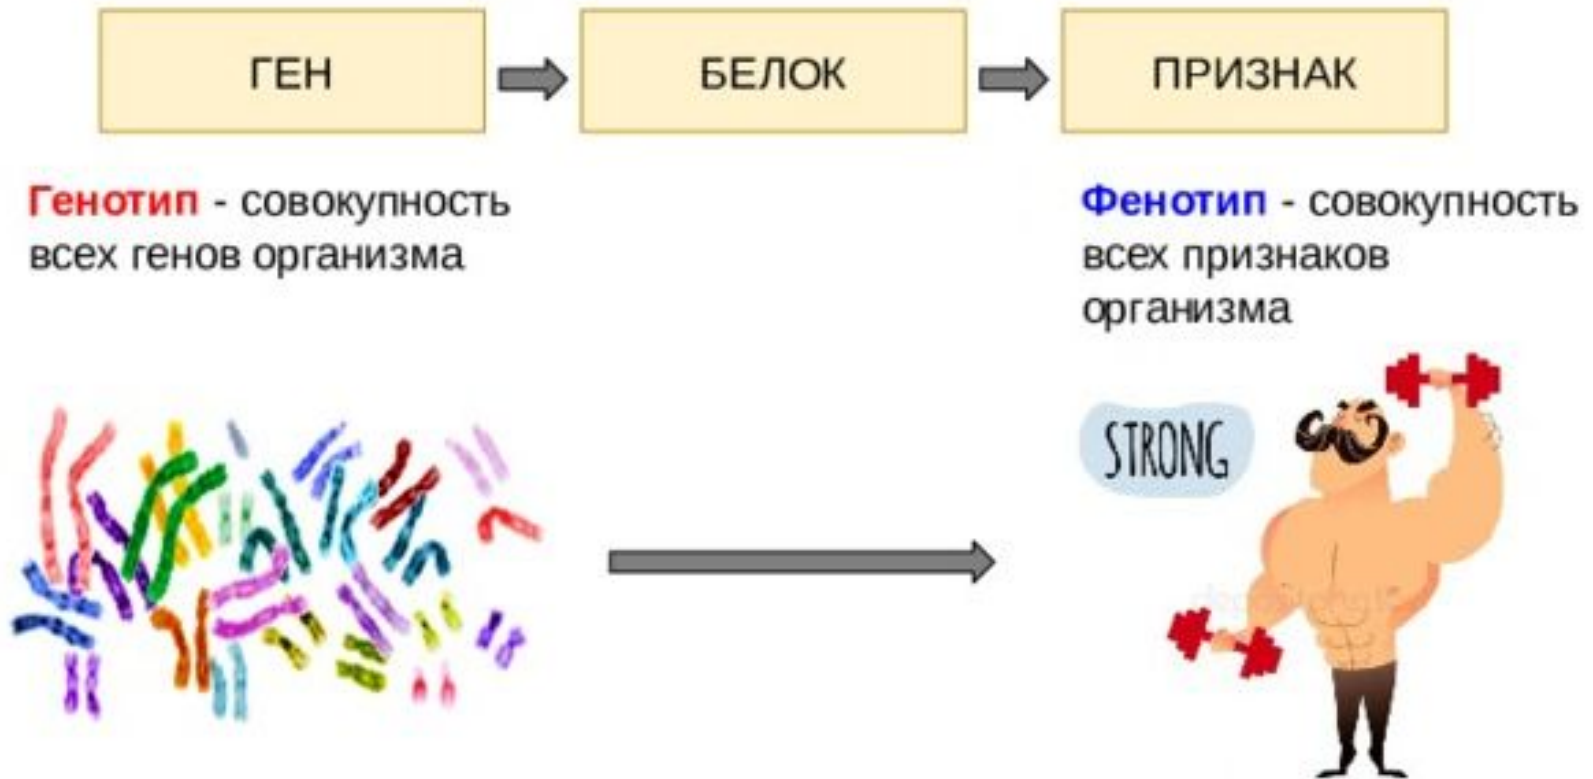 ГЕН
БЕЛОК
ПРИЗНАК
Генотип - совокупность
всех генов организма
Фенотип - совокупность
всех признаков
организма
STRONG